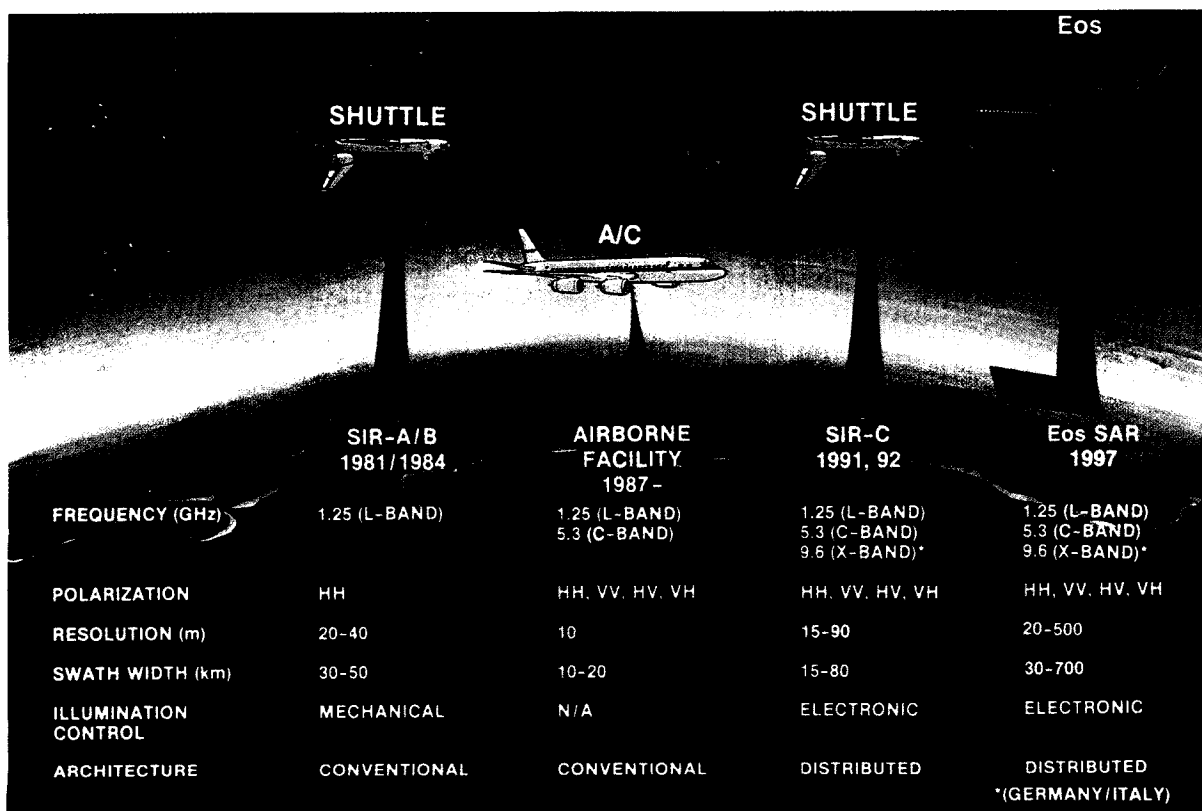 Eos
SHUTTLE SHUTTLE
A/C
SIR-A/B AIRBORNE SIR-C Eos SAR
1981/1984 FACILITY 1991, 92 1997
1987-
FREQUENCY (GHz) 1.25 (L-BAND) 1.25 (L-BAND) 1.25 (L-BAND) 1.25 (L-BAND)
5.3 (C-BAND) 5.3 (C-BAND) 5.3 (C-BAND)
9.6 (X-BAND)* 9.6 (X-BAND)*
POLARIZATION HH HH, VV, HV, VH HH, VV, HV, VH HH, VV, HV, VH
RESOLUTION (m) 20-40 10 15-90 20-500
SWATH WIDTH (km) 30-50 10-20 15-80 30-700
ILLUMINATION MECHANICAL N/A ELECTRONIC ELECTRONIC
CONTROL
ARCHITECTURE CONVENTIONAL CONVENTIONAL DISTRIBUTED DISTRIBUTED
*(GERMANY/ITALY)